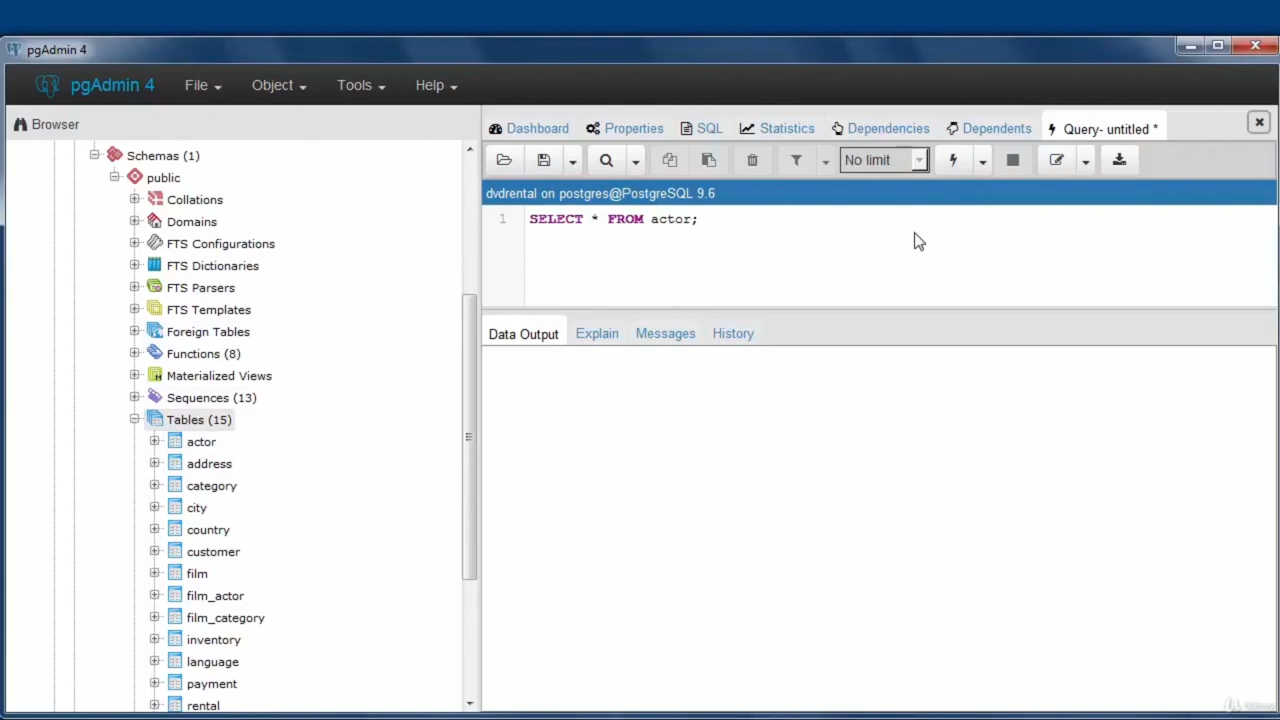 pgAdmin 4
pgAdmin 4 File Object Tools Help
Browser
Dashboard Properties SQL Statistics Dependencies Dependents Query- untitled *
Schemas (1)
public
Collations
Domains
FTS Configurations
FTS Dictionaries
FTS Parsers
FTS Templates
Foreign Tables
Functions (8)
Materialized Views
Sequences (13)
Tables (15)
actor
address
category
city
country
customer
film
film_actor
film_category
inventory
language
payment
rental
No limit
dvdrental on postgres@PostgreSQL 9.6
1 SELECT * FROM actor;
Data Output Explain Messages History